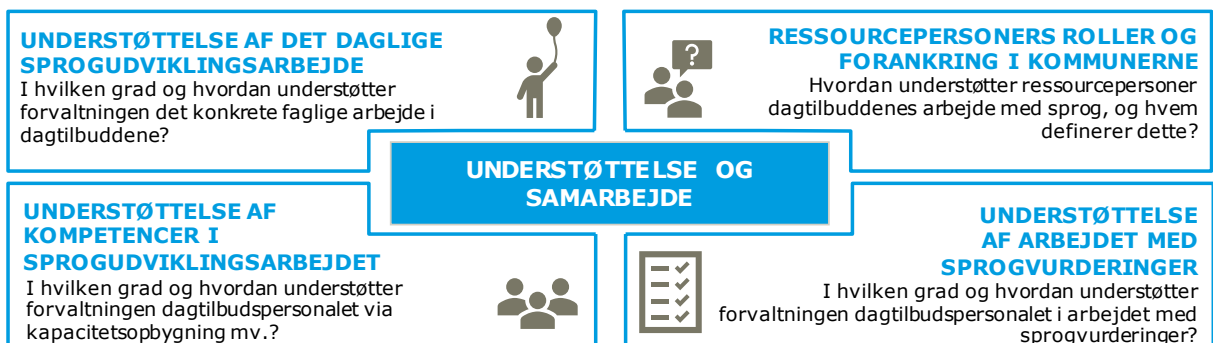 UNDERSTØTTELSE AF DET DAGLIGE
SPROGUDVIKLINGSARBEJDE
I hvilken grad og hvordan understøtter
forvaltningen det konkrete faglige arbejde i
dagtilbuddene?
RESSOURCEPERSONERS ROLLER OG
FORANKRING I KOMMUNERNE
Hvordan understøtter ressourcepersoner
dagtilbuddenes arbejde med sprog, og hvem
definerer dette?
?
UNDERSTØTTELSE OG
SAMARBEJDE
UNDERSTØTTELSE AF
KOMPETENCER I
SPROGUDVIKLINGSARBEJDET
I hvilken grad og hvordan understøtter
forvaltningen dagtilbudspersonalet via
kapacitetsopbygning mv.?
UNDERSTØTTELSE
AF ARBEJDET MED
SPROGVURDERINGER
I hvilken grad og hvordan understøtter
forvaltningen dagtilbudspersonalet i arbejdet med
sprogvurderinger?